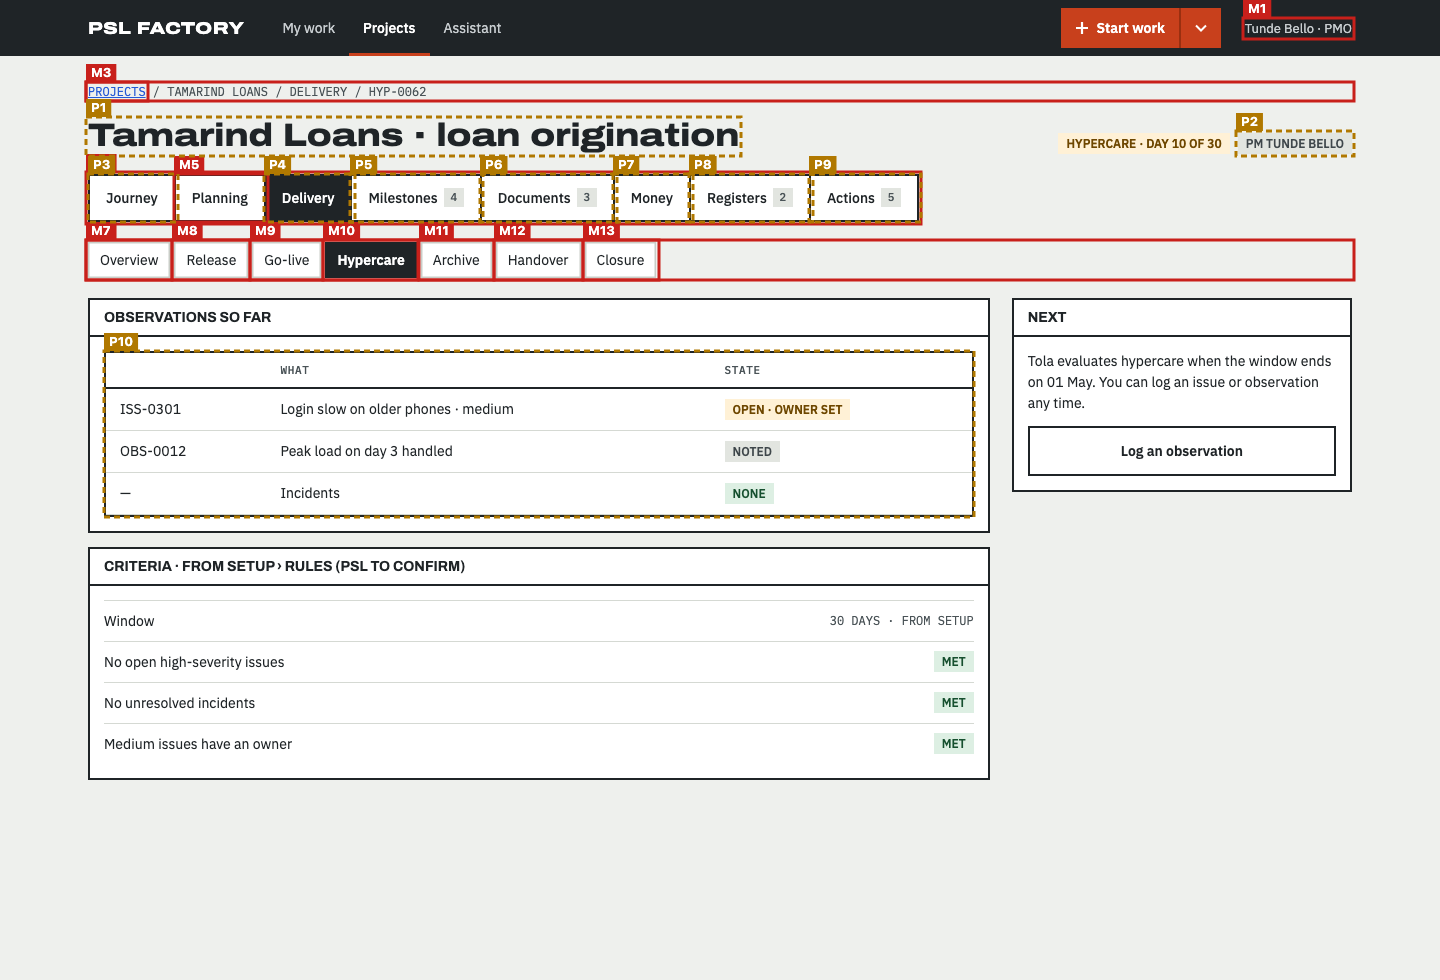 M1
PSL FACTORY My work Projects Assistant + Start work Tunde Bello · PMO
M3
PROJECTS / TAMARIND LOANS / DELIVERY / HYP-0062
P1
Tamarind Loans · loan origination
P2
HYPERCARE · DAY 10 OF 30 PM TUNDE BELLO
P3 M5 P4 P5 P6 P7 P8 P9
Journey Planning Delivery Milestones 4 Documents 3 Money Registers 2 Actions 5
M7 M8 M9 M10 M11 M12 M13
Overview Release Go-live Hypercare Archive Handover Closure
OBSERVATIONS SO FAR
P10
WHAT STATE
ISS-0301 Login slow on older phones · medium OPEN · OWNER SET
OBS-0012 Peak load on day 3 handled NOTED
— Incidents NONE
NEXT
Tola evaluates hypercare when the window ends
on 01 May. You can log an issue or observation
any time.
Log an observation
CRITERIA · FROM SETUP › RULES (PSL TO CONFIRM)
Window 30 DAYS · FROM SETUP
No open high-severity issues MET
No unresolved incidents MET
Medium issues have an owner MET